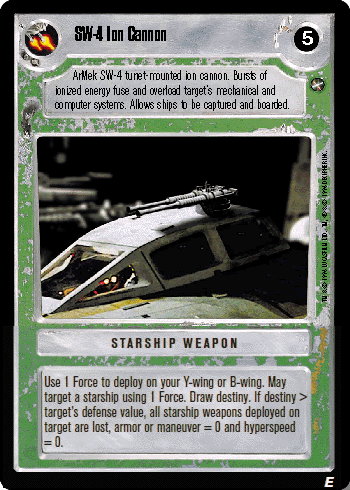 SW-4 Ion Cannon
5
ArMek SW-4 turret-mounted ion cannon. Bursts of
ionized energy fuse and overload target's mechanical and
computer systems. Allows ships to be captured and boarded.
STARSHIP WEAPON
Use 1 Force to deploy on your Y-wing or B-wing. May
target a starship using 1 Force. Draw destiny. If destiny >
target's defense value, all starship weapons deployed on
target are lost, armor or maneuver = 0 and hyperspeed
= 0.
E